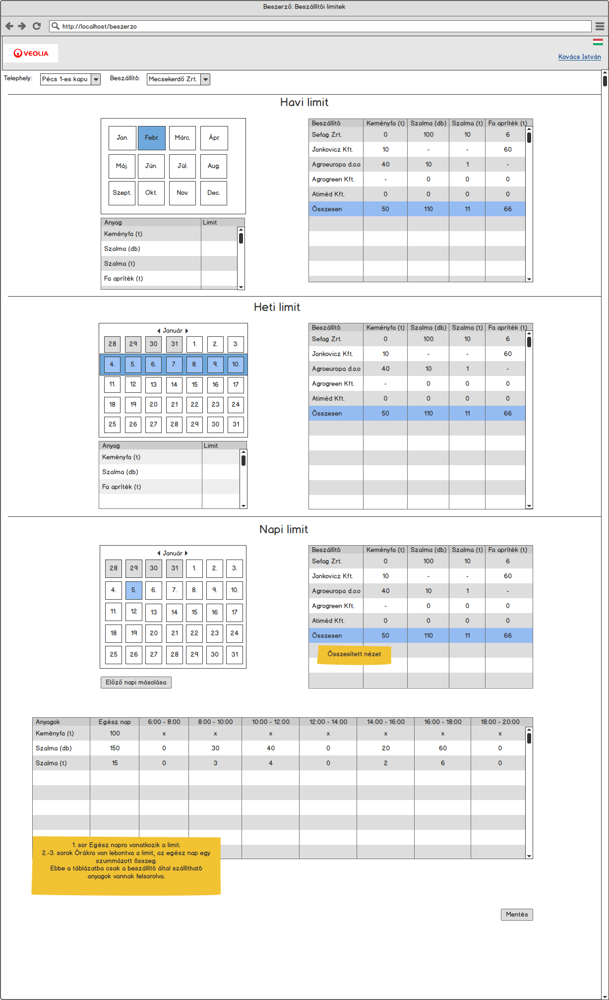 Beszerző: Beszállítói limitek
http://localhost/beszerzo
VEOLIA
Kovács István
Telephely: Pécs 1-es kapu Beszállító: Mecsekerdő Zrt.
Havi limit
Jan. Febr. Márc. Ápr.
Máj. Jún. Júl. Aug.
Szept. Okt. Nov. Dec.
Anyag Limit
Keményfa (t)
Szalma (db)
Szalma (t)
Fa apríték (t)
Beszállító Keményfa (t) Szalma (db) Szalma (t) Fa apríték (t)
Sefag Zrt. 0 100 10 6
Jankovicz Kft. 10 - - 60
Agroeuropa d.o.o 40 10 1 -
Agrogreen Kft. - 0 0 0
Atiméd Kft. 0 0 0 0
Összesen 50 110 11 66
Heti limit
Január
28 29 30 31 1. 2. 3.
4. 5. 6. 7. 8. 9. 10.
11. 12 13 14 15 16 17
18 19 20 21 22 23 24
25 26 27 28 29 30 31
Anyag Limit
Keményfa (t)
Szalma (db)
Fa apríték (t)
Beszállító Keményfa (t) Szalma (db) Szalma (t) Fa apríték (t)
Sefag Zrt. 0 100 10 6
Jankovicz Kft. 10 - - 60
Agroeuropa d.o.o 40 10 1 -
Agrogreen Kft. - 0 0 0
Atiméd Kft. 0 0 0 0
Összesen 50 110 11 66
Napi limit
Január
28 29 30 31 1. 2. 3.
4. 5. 6. 7. 8. 9. 10.
11. 12 13 14 15 16 17
18 19 20 21 22 23 24
25 26 27 28 29 30 31
Előző napi másolása
Beszállító Keményfa (t) Szalma (db) Szalma (t) Fa apríték (t)
Sefag Zrt. 0 100 10 6
Jankovicz Kft. 10 - - 60
Agroeuropa d.o.o 40 10 1 -
Agrogreen Kft. - 0 0 0
Atiméd Kft. 0 0 0 0
Összesen 50 110 11 66
Összesített nézet
Anyagok Egész nap 6:00 - 8:00 8:00 - 10:00 10:00 - 12:00 12:00 - 14:00 14:00 - 16:00 16:00 - 18:00 18:00 - 20:00
Keményfa (t) 100 x x x x x x x
Szalma (db) 150 0 30 40 0 20 60 0
Szalma (t) 15 0 3 4 0 2 6 0
1. sor Egész napra vonatkozik a limit.
2.-3. sorok Órákra van lebontva a limit, az egész nap egy
szummázott összeg.
Ebbe a táblázatba csak a beszállító által szállítható
anyagok vannak felsorolva.
Mentés